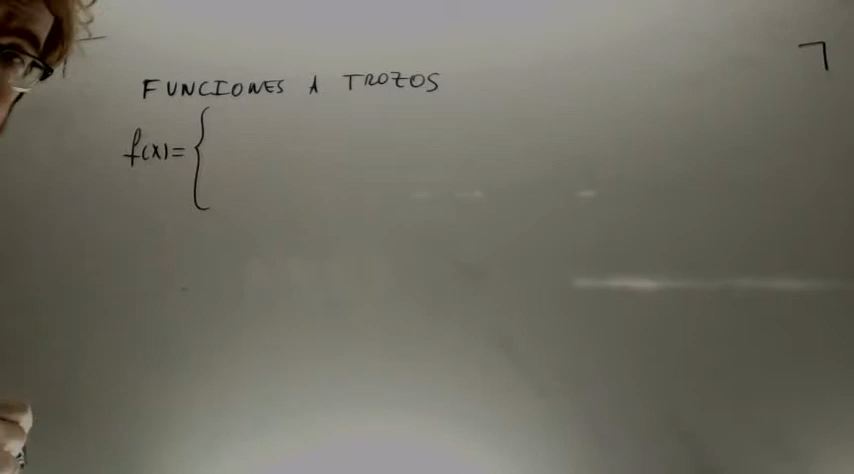 FUNCIONES A TROZOS
f(x)= {